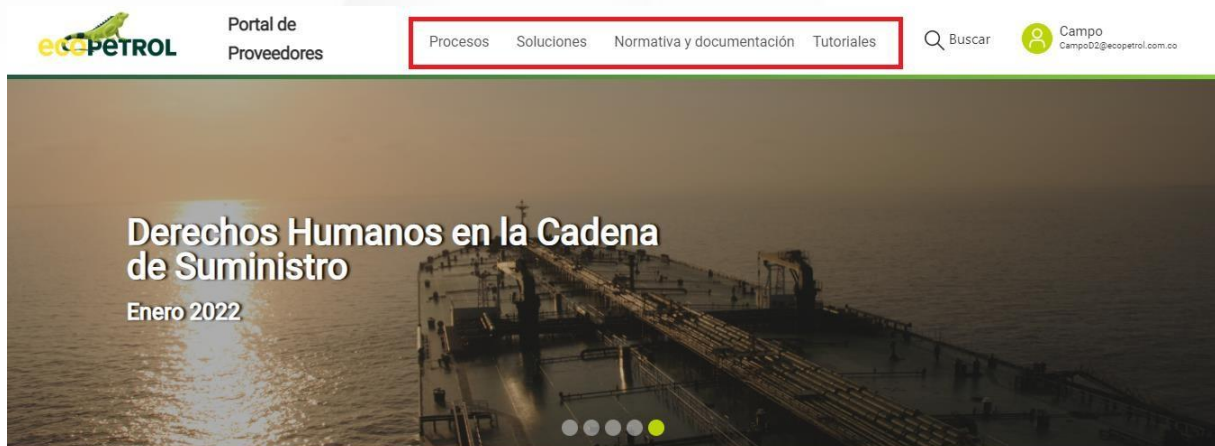 ecopetrol
Portal de
Proveedores
Procesos Soluciones Normativa y documentación Tutoriales
Buscar
Campo
CampoD2@ecopetrol.com.co
Derechos Humanos en la Cadena
de Suministro
Enero 2022